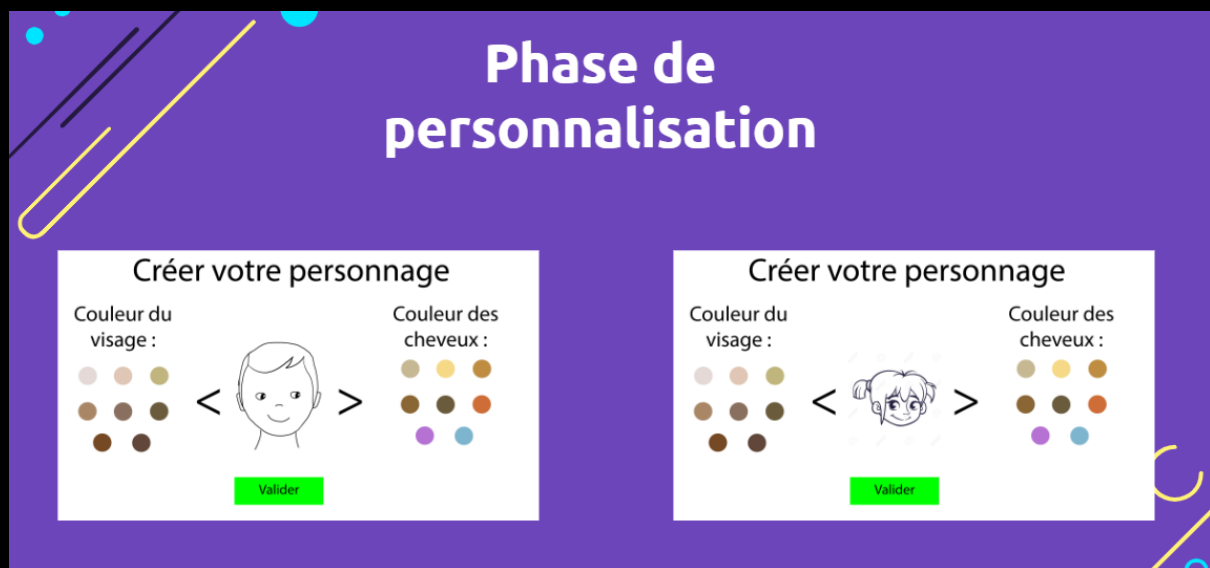 Phase de
personnalisation
Créer votre personnage
Couleur du
visage :
Couleur des
cheveux :
<
>
Valider
Créer votre personnage
Couleur du
visage :
Couleur des
cheveux :
<
>
Valider